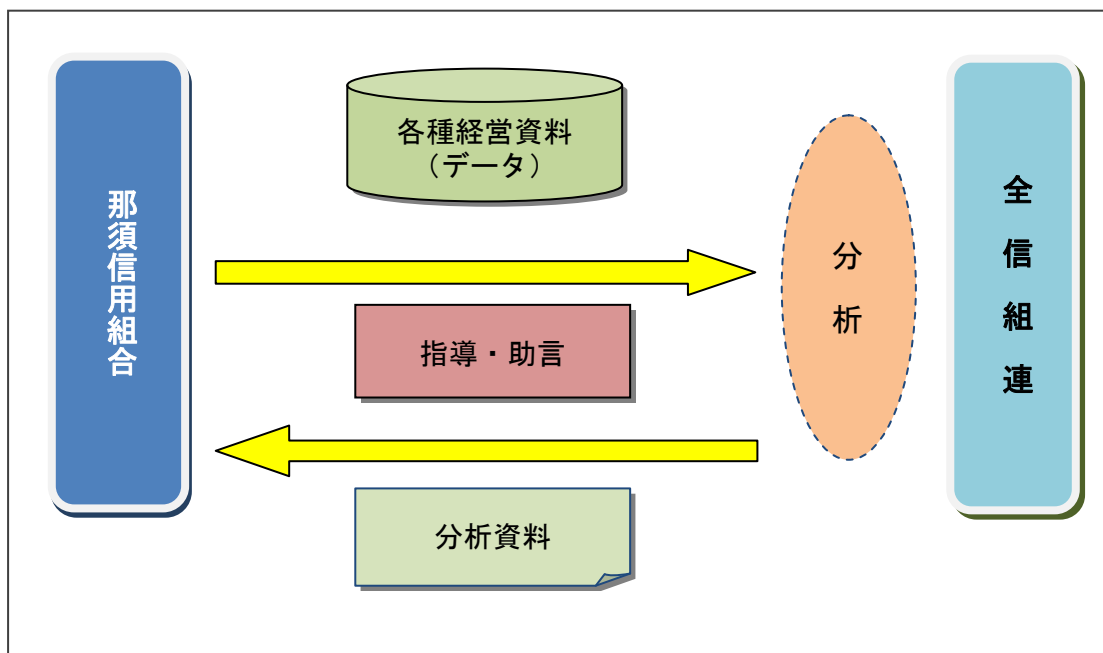 那須信用組合
各種経営資料
（データ）
指導・助言
分析資料
分析
全信組連